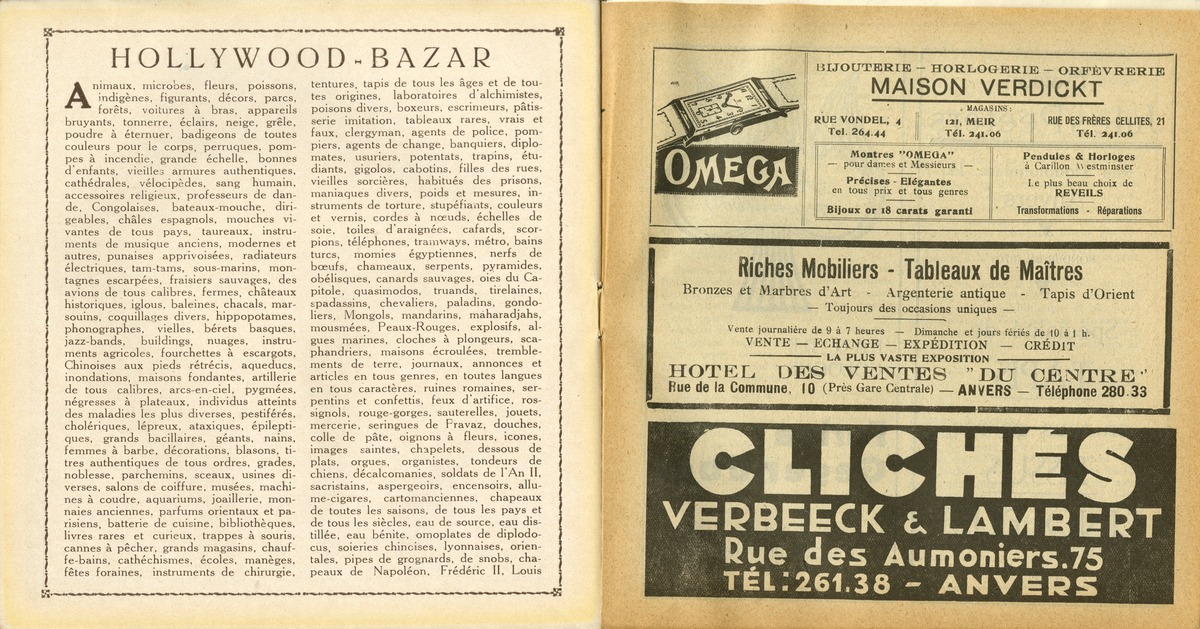 HOLLYWOOD-BAZAR
Animaux, microbes, fleurs, poissons,
indigènes, figurants, décors, parcs,
forêts, voitures à bras, appareils
bruyants, tonnerre, éclairs, neige, grêle,
poudre à éternuer, badigeons de toutes
couleurs pour le corps, perruques, pom-
pes à incendie, grande échelle, bonnes
d'enfants, vieilles armures authentiques,
cathédrales, vélocipèdes, sang humain,
accessoires religieux, professeurs de dan-
de, Congolaises, bateaux-mouche, diri-
geables, châles espagnols, mouches vi-
vantes de tous pays, taureaux, instru-
ments de musique anciens, modernes et
autres, punaises apprivoisées, radiateurs
électriques, tam-tams, sous-marins, mon-
tagnes escarpées, fraisiers sauvages, des
avions de tous calibres, fermes, châteaux
historiques, iglous, baleines, chacals, mar-
souins, coquillages divers, hippopotames,
phonographes, vielles, bérets basques,
jazz-bands, buildings, nuages, instru-
ments agricoles, fourchettes à escargots,
Chinoises aux pieds rétrécis, aqueducs,
inondations, maisons fondantes, artillerie
de tous calibres, arcs-en-ciel, pygmées,
négresses à plateaux, individus atteints
des maladies les plus diverses, pestiférés,
cholériques, lépreux, ataxiques, épilepti-
ques, grands bacillaires, géants, nains,
femmes à barbe, décorations, blasons, ti-
tres authentiques de tous ordres, grades,
noblesse, parchemins, sceaux, usines di-
verses, salons de coiffure, musées, machi-
nes à coudre, aquariums, joaillerie, mon-
naies anciennes, parfums orientaux et pa-
risiens, batterie de cuisine, bibliothèques,
livres rares et curieux, trappes à souris,
cannes à pêcher, grands magasins, chauf-
fe-bains, cathéchismes, écoles, manèges,
fêtes foraines, instruments de chirurgie,
tentures, tapis de tous les âges et de tou-
tes origines, laboratoires d'alchimistes,
poisons divers, boxeurs, escrimeurs, pâtis-
serie imitation, tableaux rares, vrais et
faux, clergyman, agents de police, pom-
piers, agents de change, banquiers, diplo-
mates, usuriers, potentats, trapins, étu-
diants, gigolos, cabotins, filles des rues,
vieilles sorcières, habitués des prisons,
maniaques divers, poids et mesures, in-
struments de torture, stupéfiants, couleurs
et vernis, cordes à nœuds, échelles de
soie, toiles d'araignées, cafards, scor-
pions, téléphones, tramways, métro, bains
turcs, momies égyptiennes, nerfs de
bœufs, chameaux, serpents, pyramides,
obélisques, canards sauvages, oies du Ca-
pitole, quasimodos, truands, tirelaines,
spadassins, chevaliers, paladins, gondo-
liers, Mongols, mandarins, maharadjahs,
mousmées, Peaux-Rouges, explosifs, al-
gues marines, cloches à plongeurs, sca-
phandriers, maisons écroulées, tremble-
ments de terre, journaux, annonces et
articles en tous genres, en toutes langues
en tous caractères, ruines romaines, ser-
pentins et confettis, feux d'artifice, ros-
signols, rouge-gorges, sauterelles, jouets,
mercerie, seringues de Pravaz, douches,
colle de pâte, oignons à fleurs, icones,
images saintes, chapelets, dessous de
plats, orgues, organistes, tondeurs de
chiens, décalcomanies, soldats de l'An II,
sacristains, aspergeoirs, encensoirs, allu-
me-cigares, cartomanciennes, chapeaux
de toutes les saisons, de tous les pays et
de tous les siècles, eau de source, eau dis-
tillée, eau bénite, omoplates de diplodo-
cus, soieries chinoises, lyonnaises, orien-
tales, pipes de grognards, de snobs, cha-
peaux de Napoléon, Frédéric II, Louis
OMEGA
BIJOUTERIE — HORLOGERIE — ORFÈVRERIE
MAISON VERDICKT
MAGASINS:
RUE VONDEL, 4
Tel. 264.44
121, MEIR
Tél. 241.06
RUE DES FRÈRES CELLITES, 21
Tél. 241.06
Montres "OMEGA"
— pour dames et Messieurs —
Précises - Elégantes
en tous prix et tous genres
Bijoux or 18 carats garanti
Pendules & Horloges
à Carillon Westminster
Le plus beau choix de
REVEILS
Transformations - Réparations
Riches Mobiliers - Tableaux de Maîtres
Bronzes et Marbres d'Art - Argenterie antique - Tapis d'Orient
— Toujours des occasions uniques —
Vente journalière de 9 à 7 heures — Dimanche et jours fériés de 10 à 1 h.
VENTE — ECHANGE — EXPÉDITION — CRÉDIT
LA PLUS VASTE EXPOSITION
HOTEL DES VENTES "DU CENTRE"
Rue de la Commune, 10 (Près Gare Centrale) — ANVERS — Téléphone 280.33
CLICHÉS
VERBEECK & LAMBERT
Rue des Aumoniers.75
TÉL:261.38 - ANVERS